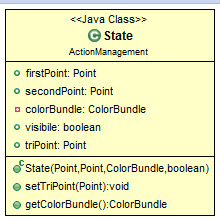 <<Java Class>>
C State
ActionManagement
firstPoint: Point
secondPoint: Point
colorBundle: ColorBundle
visibile: boolean
triPoint: Point
C State(Point,Point,ColorBundle,boolean)
setTriPoint(Point):void
getColorBundle():ColorBundle